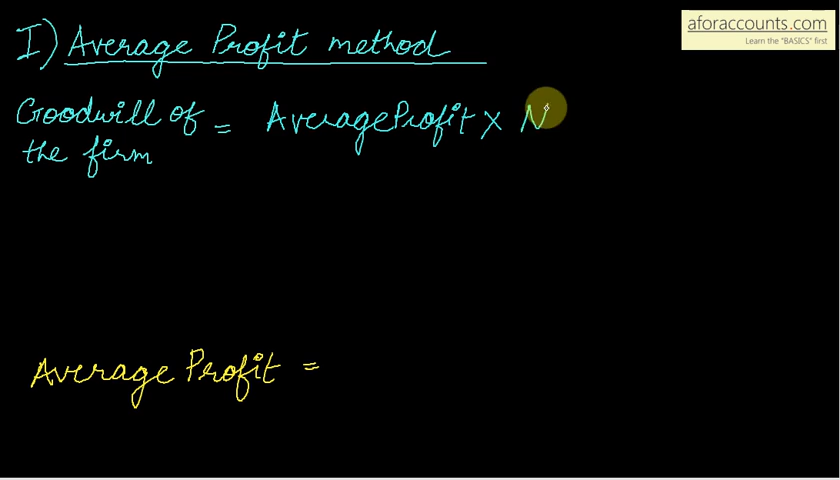 aforaccounts.com
Learn the "BASICS" first
I) Average Profit method
Goodwill of = Average Profit × N
the firm
Average Profit =